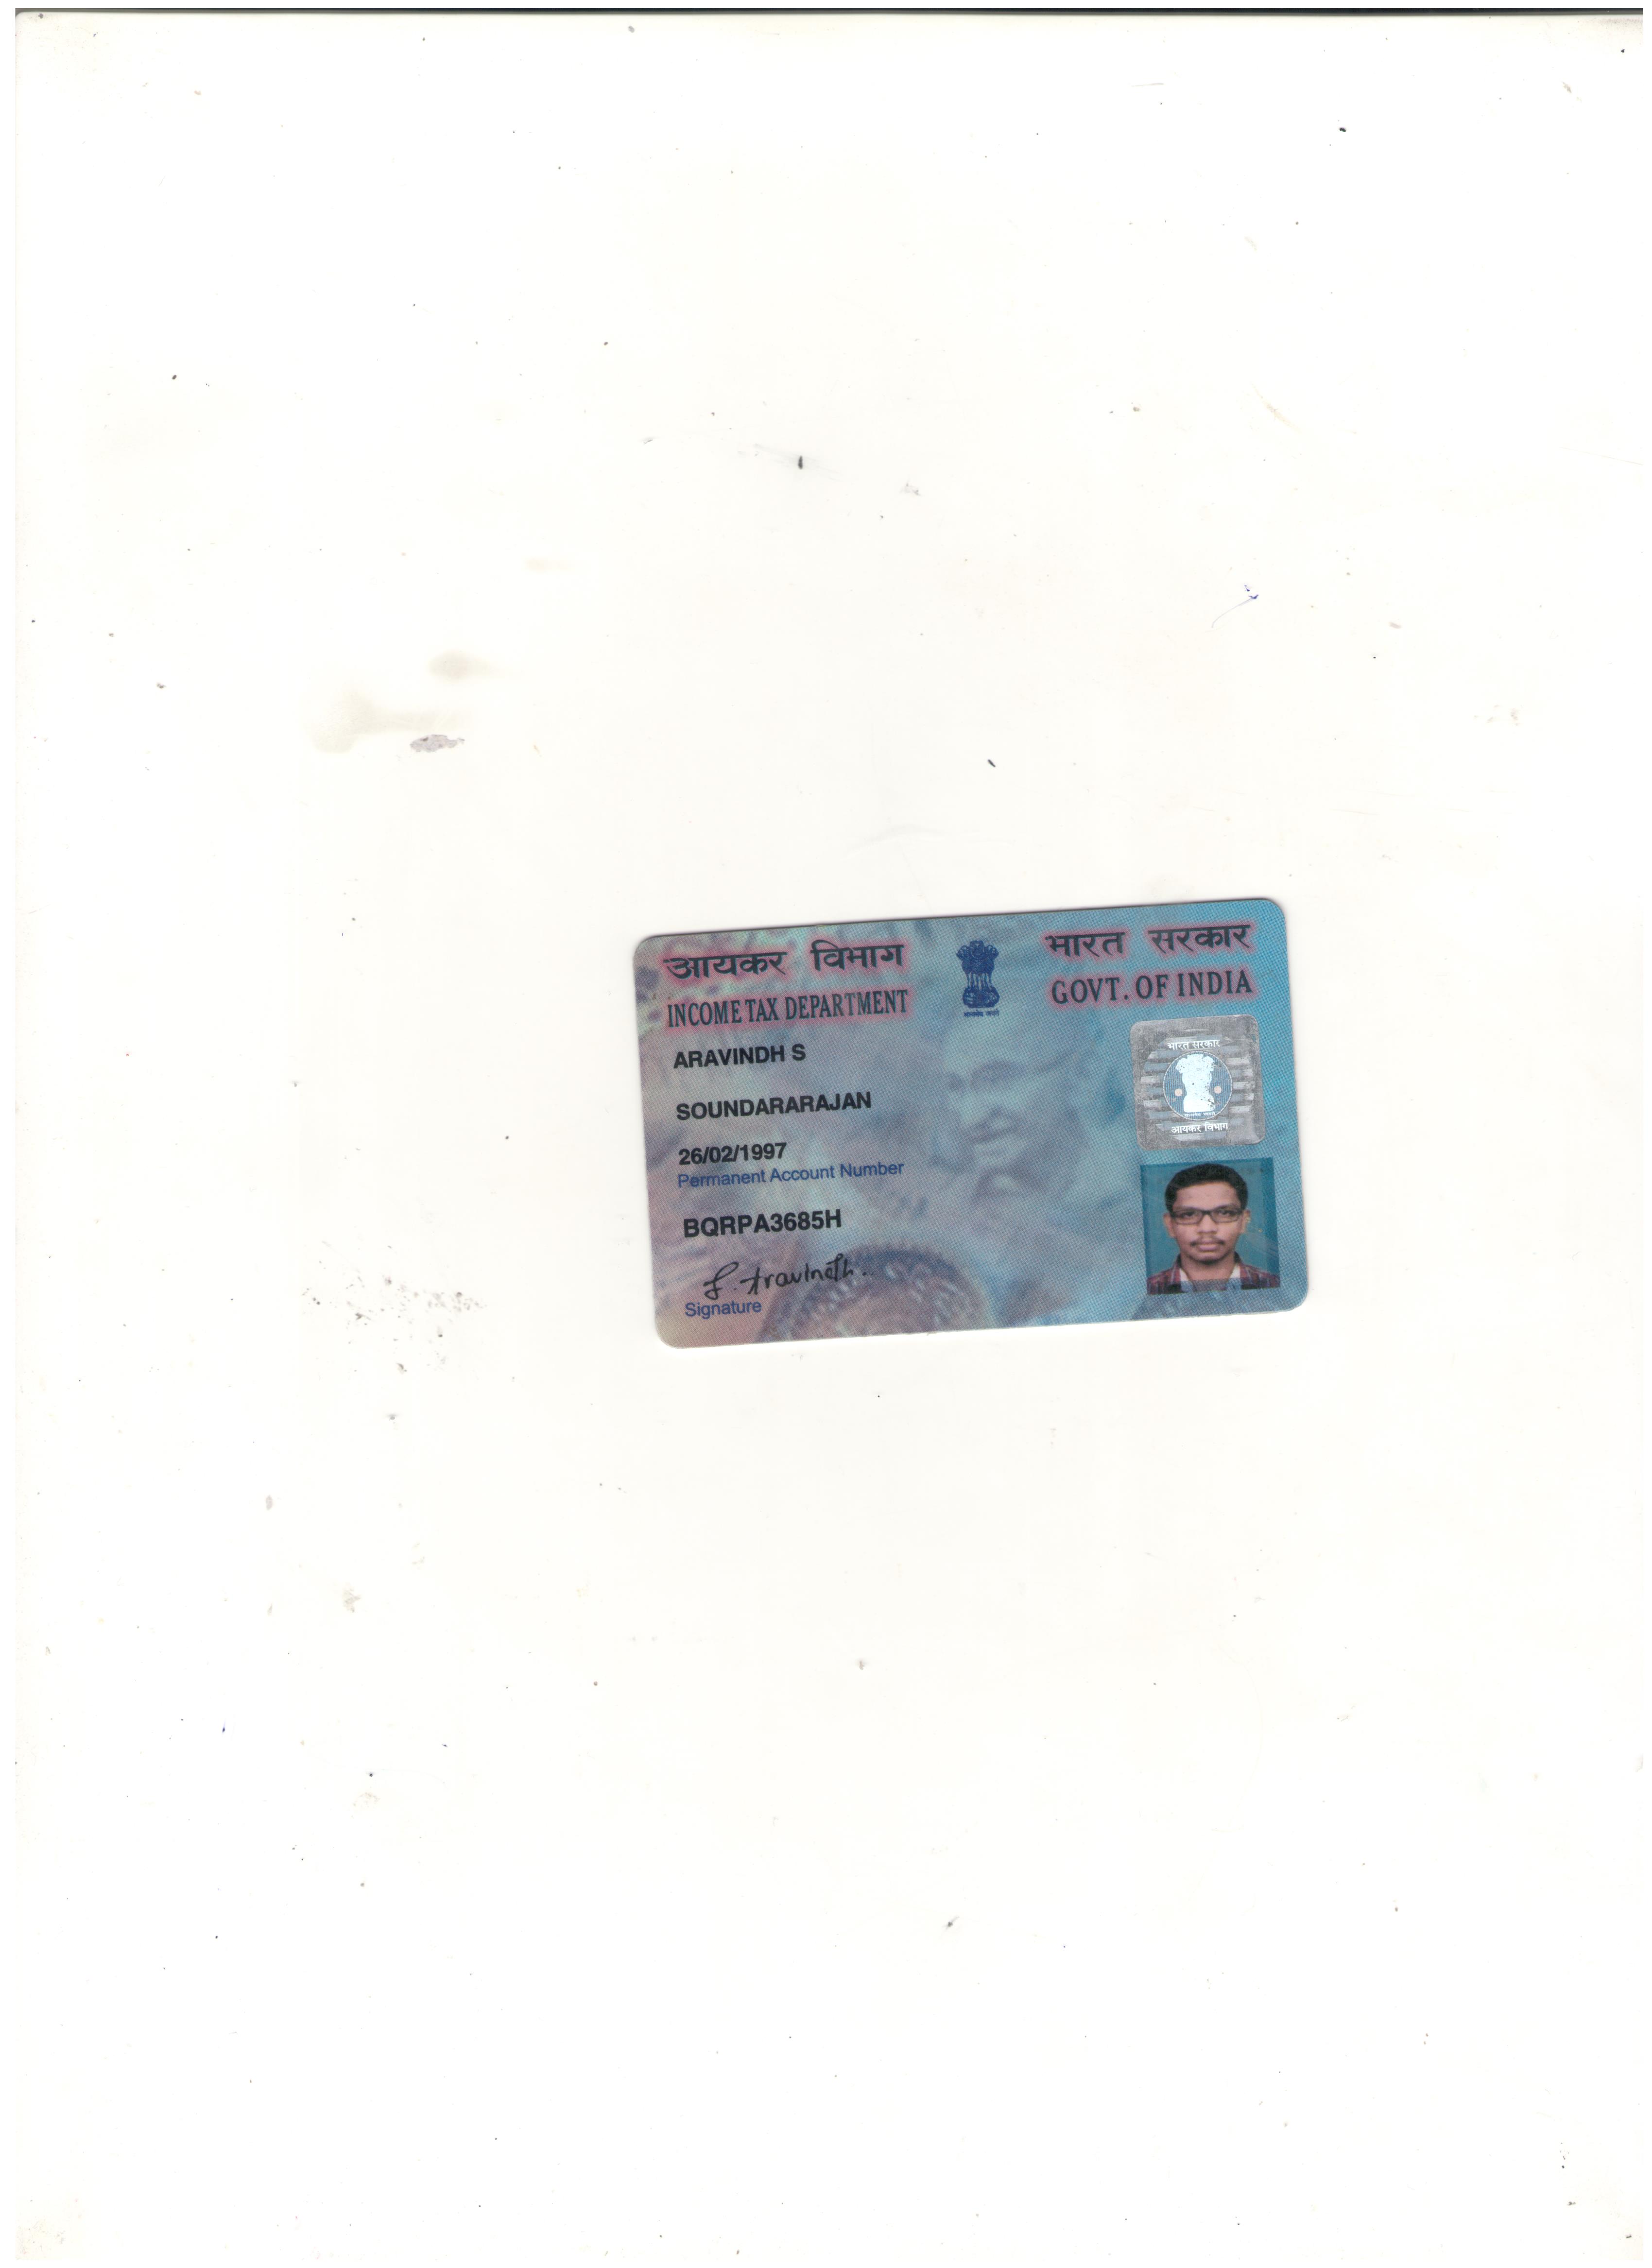 आयकर विभाग
भारत सरकार
INCOME TAX DEPARTMENT
GOVT. OF INDIA
सत्यमेव जयते
ARAVINDH S
भारत सरकार
SOUNDARARAJAN
आयकर विभाग
26/02/1997
Permanent Account Number
BQRPA3685H
S. Aravindh..
Signature